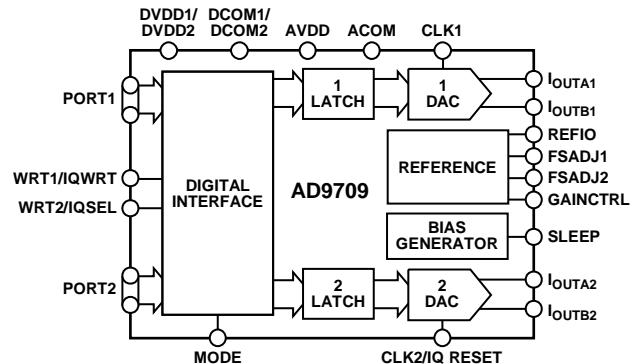 DVDD1/
DVDD2
DCOM1/
DCOM2
AVDD
ACOM
CLK1
PORT1
1
LATCH
1
DAC
IOUTA1
IOUTB1
REFIO
FSADJ1
FSADJ2
GAINCTRL
REFERENCE
WRT1/IQWRT
WRT2/IQSEL
DIGITAL
INTERFACE
AD9709
BIAS
GENERATOR
SLEEP
PORT2
2
LATCH
2
DAC
IOUTA2
IOUTB2
MODE
CLK2/IQ RESET